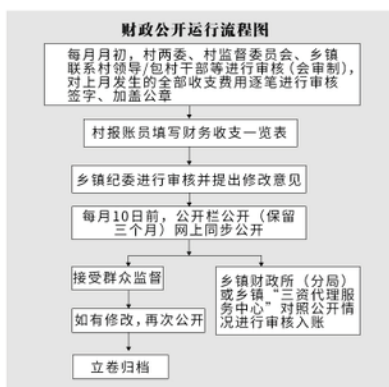 财政公开运行流程图
每月月初，村两委、村监督委员会、乡镇
联系村领导/包村干部等进行审核（会审制），
对上月发生的全部收支费用逐笔进行审核
签字、加盖公章
村报账员填写财务收支一览表
乡镇纪委进行审核并提出修改意见
每月10日前，公开栏公开（保留
三个月）网上同步公开
接受群众监督
如有修改，再次公开
立卷归档
乡镇财政所（分局）
或乡镇“三资代理服
务中心”对照公开情
况进行审核入账